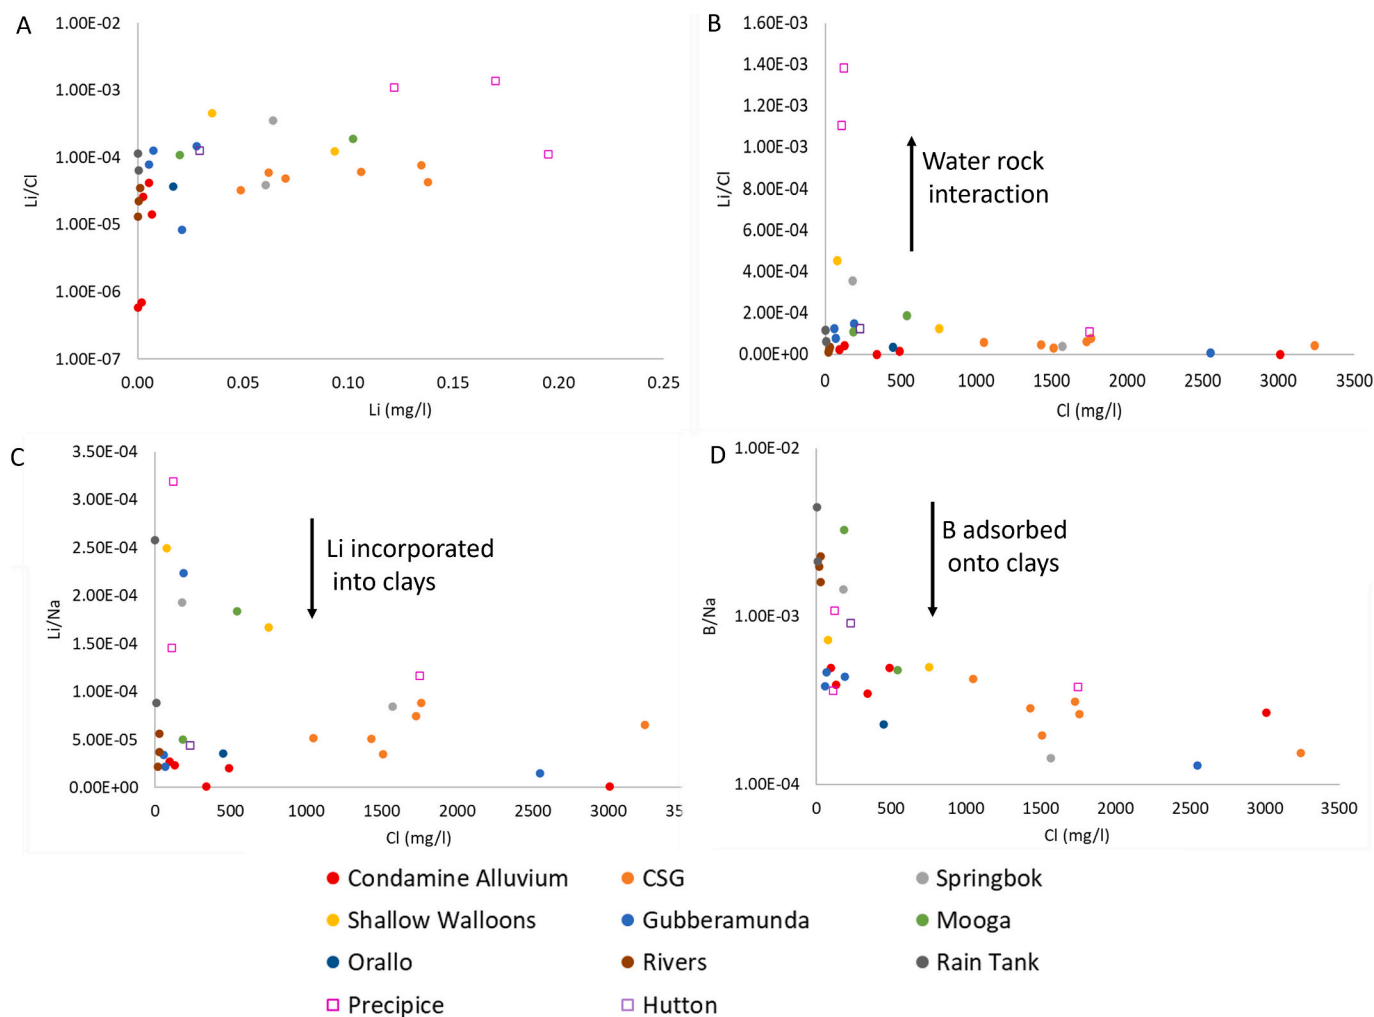 A
1.00E-02
1.00E-03
1.00E-04
1.00E-05
1.00E-06
1.00E-07
Li/Cl
0.00 0.05 0.10 0.15 0.20 0.25
Li (mg/l)
B
1.60E-03
1.40E-03
1.20E-03
1.00E-03
8.00E-04
6.00E-04
4.00E-04
2.00E-04
0.00E+00
Li/Cl
Water rock
interaction
0 500 1000 1500 2000 2500 3000 3500
Cl (mg/l)
C
3.50E-04
3.00E-04
2.50E-04
2.00E-04
1.50E-04
1.00E-04
5.00E-05
0.00E+00
Li/Na
Li incorporated
into clays
0 500 1000 1500 2000 2500 3000 3500
Cl (mg/l)
D
1.00E-02
1.00E-03
1.00E-04
B/Na
B adsorbed
onto clays
0 500 1000 1500 2000 2500 3000 3500
Cl (mg/l)
Condamine Alluvium CSG Springbok
Shallow Walloons Gubberamunda Mooga
Orallo Rivers Rain Tank
Precipice Hutton